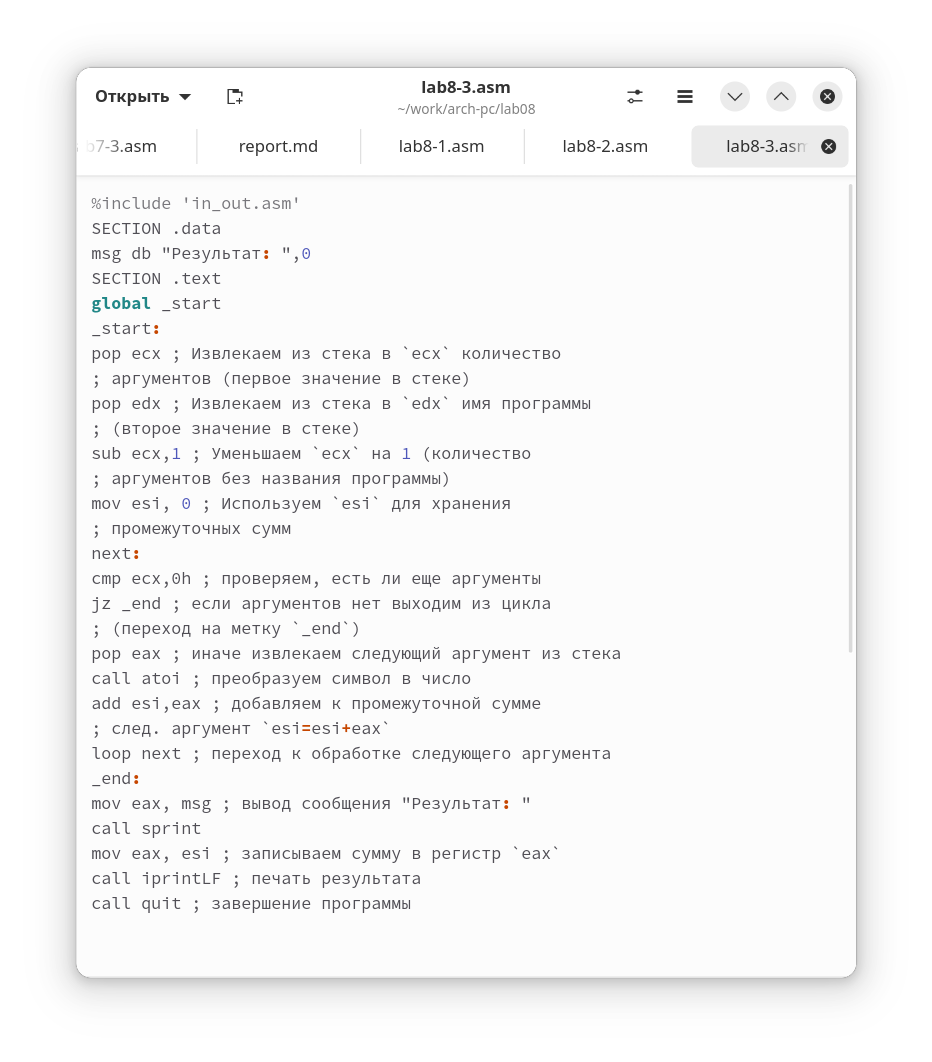 Открыть
lab8-3.asm
~/work/arch-pc/lab08
b7-3.asm
report.md
lab8-1.asm
lab8-2.asm
lab8-3.asm
%include 'in_out.asm'
SECTION .data
msg db "Результат: ",0
SECTION .text
global _start
_start:
pop ecx ; Извлекаем из стека в `ecx` количество
; аргументов (первое значение в стеке)
pop edx ; Извлекаем из стека в `edx` имя программы
; (второе значение в стеке)
sub ecx,1 ; Уменьшаем `ecx` на 1 (количество
; аргументов без названия программы)
mov esi, 0 ; Используем `esi` для хранения
; промежуточных сумм
next:
cmp ecx,0h ; проверяем, есть ли еще аргументы
jz _end ; если аргументов нет выходим из цикла
; (переход на метку `_end`)
pop eax ; иначе извлекаем следующий аргумент из стека
call atoi ; преобразуем символ в число
add esi,eax ; добавляем к промежуточной сумме
; след. аргумент `esi=esi+eax`
loop next ; переход к обработке следующего аргумента
_end:
mov eax, msg ; вывод сообщения "Результат: "
call sprint
mov eax, esi ; записываем сумму в регистр `eax`
call iprintLF ; печать результата
call quit ; завершение программы